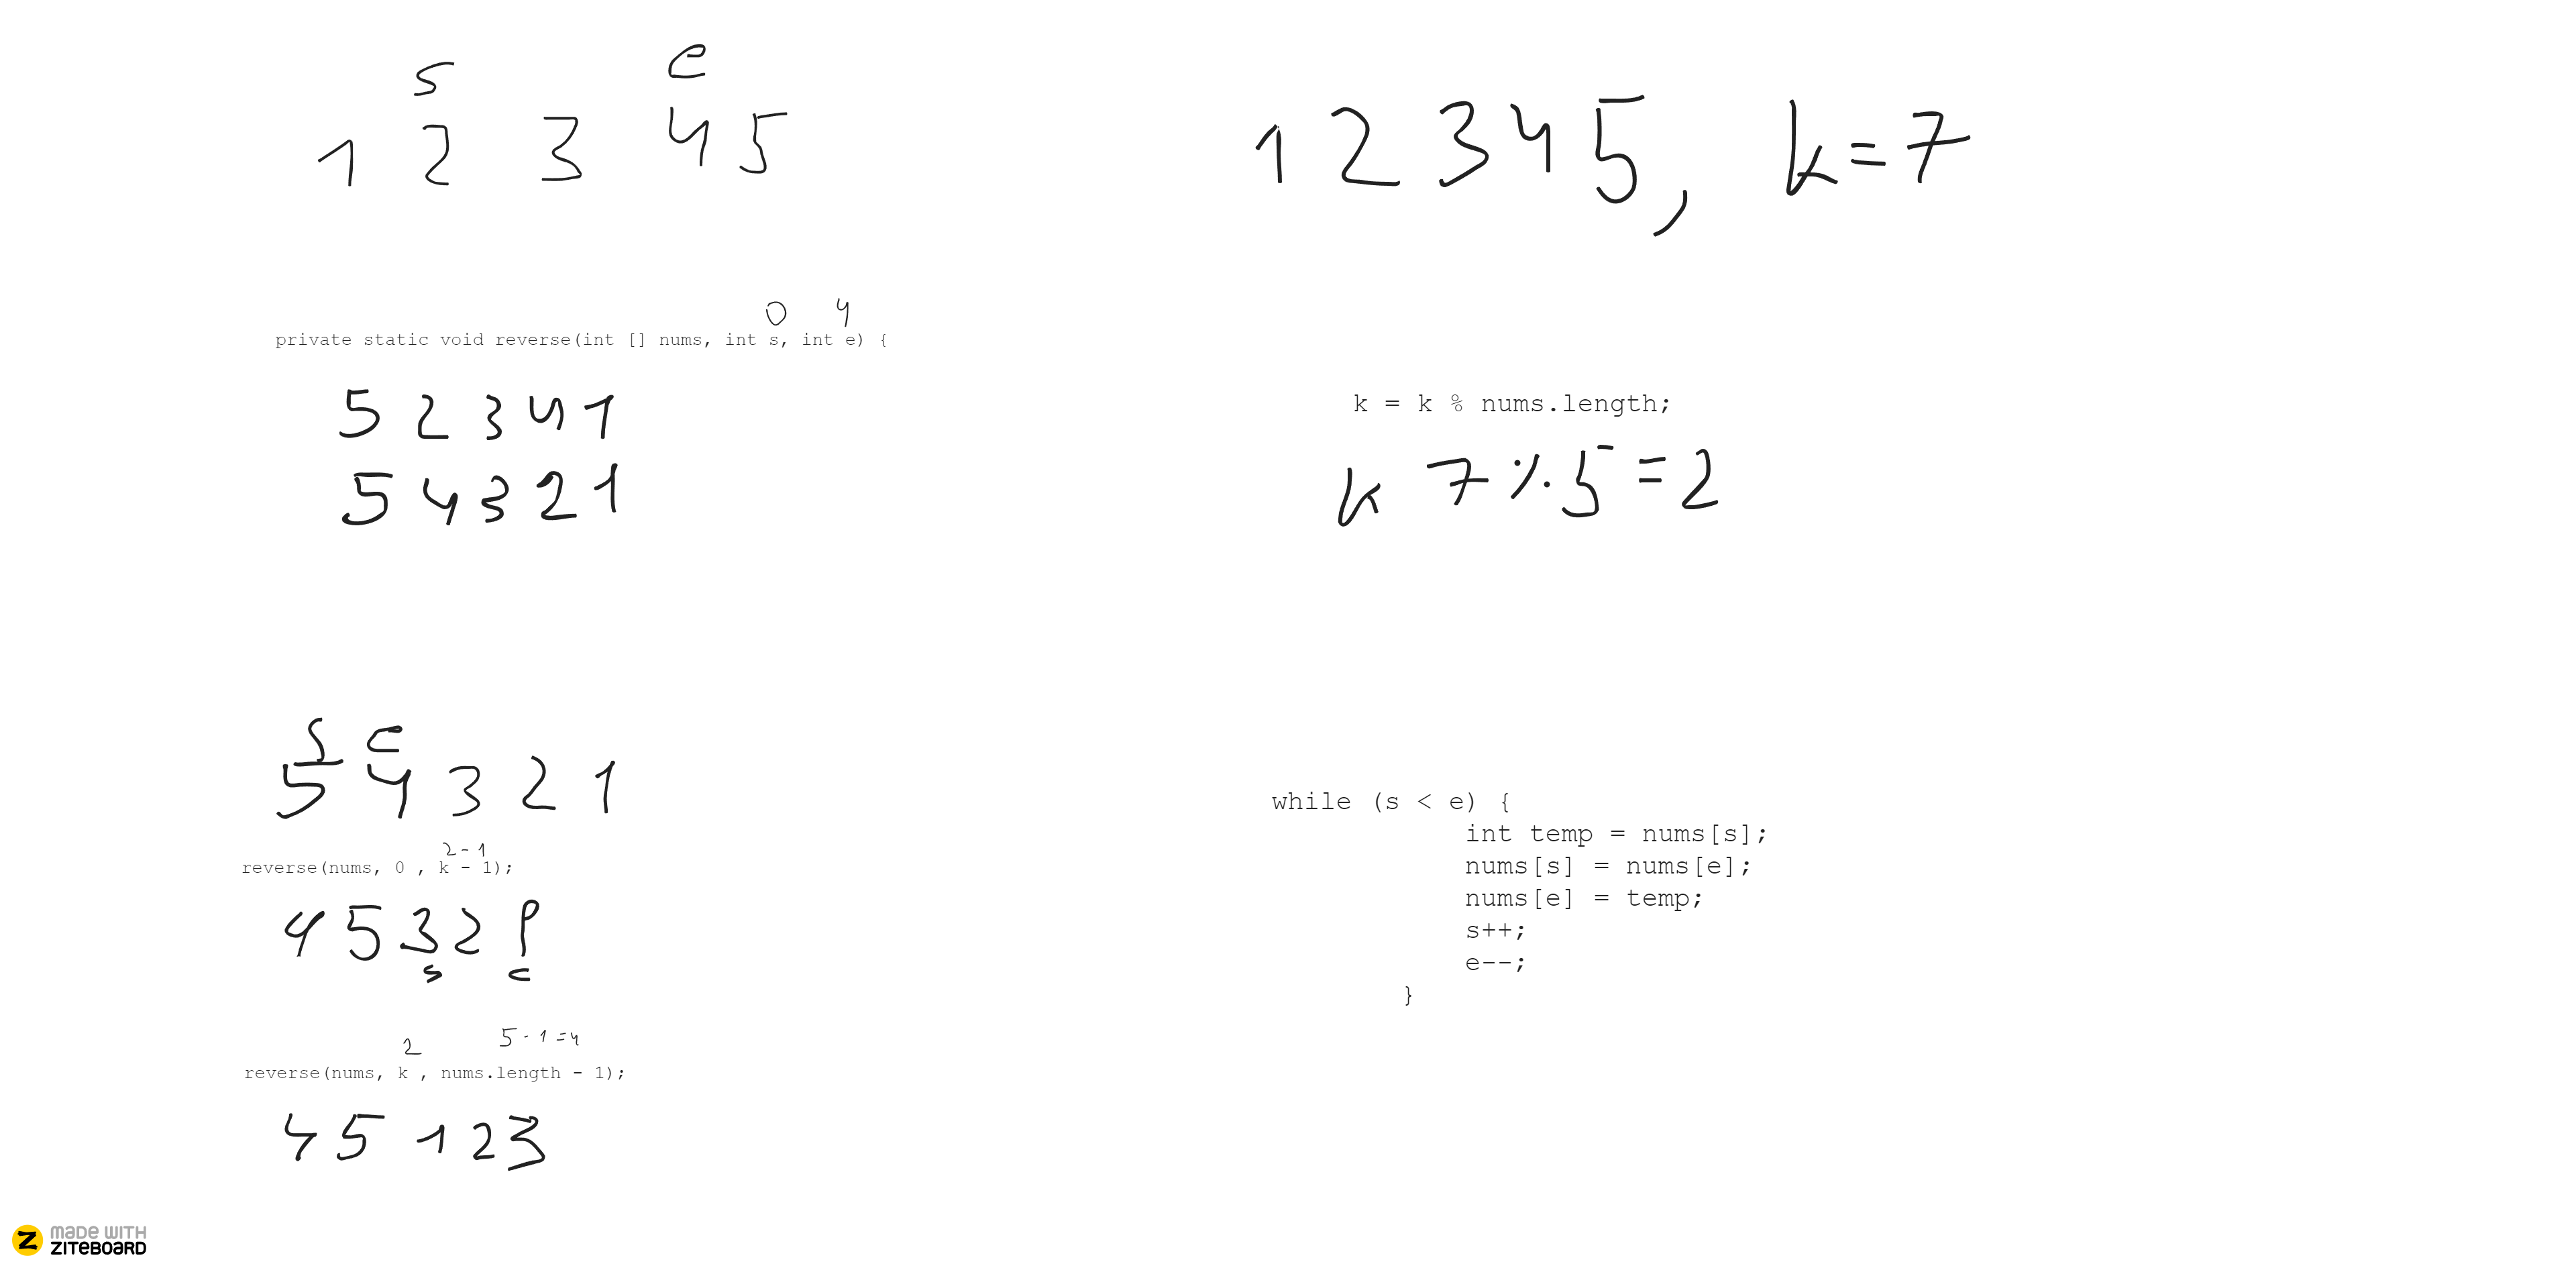 s e
1 2 3 4 5
0 4
private static void reverse(int [] nums, int s, int e) {
5 2 3 4 1
5 4 3 2 1
s e
5 4 3 2 1
2 - 1
reverse(nums, 0 , k - 1);
4 5 3 2 1
s e
2 5 - 1 = 4
reverse(nums, k , nums.length - 1);
4 5 1 2 3
1 2 3 4 5, k = 7
k = k % nums.length;
k 7 % 5 = 2
while (s < e) {
int temp = nums[s];
nums[s] = nums[e];
nums[e] = temp;
s++;
e--;
}
MADE WITH
ZITEBOARD